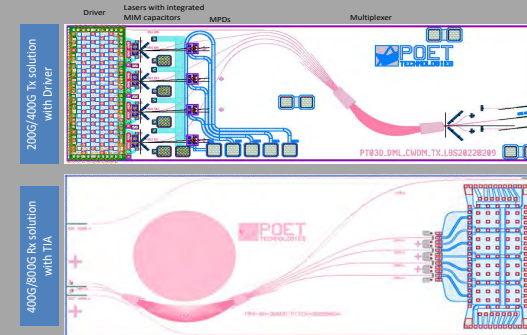 Driver
Lasers with integrated
MIM capacitors
MPDs
Multiplexer
200G/400G Tx solution
with Driver
POET
TECHNOLOGIES
PT03D_DML_CWDM_TX_LBS20220209
400G/800G Rx solution
with TIA
POET
TECHNOLOGIES